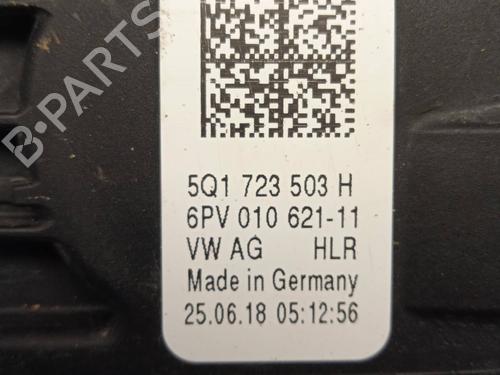 B-PARTS
5Q1 723 503 H
6PV 010 621-11
VW AG HLR
Made in Germany
25.06.18 05:12:56